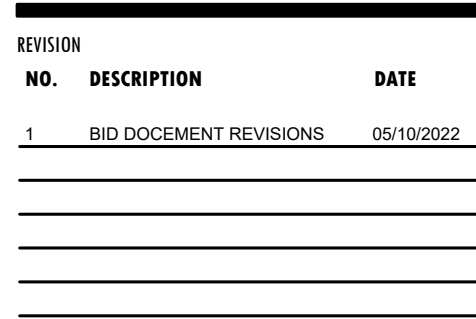 REVISION
NO. DESCRIPTION DATE
1 BID DOCEMENT REVISIONS 05/10/2022